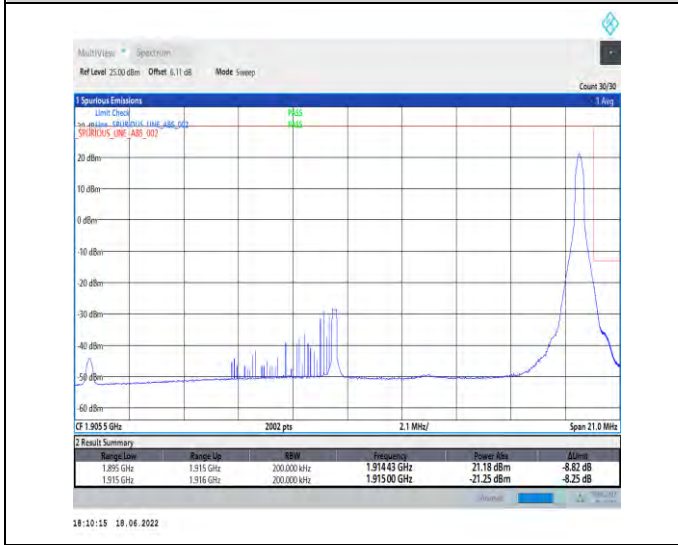 MultiView Spectrum
Ref Level 25.00 dBm Offset 6.11 dB Mode Sweep
Count 30/30
1 Spurious Emissions 1 Avg
Limit Check PASS
Line SPURIOUS_LINE_ABS_002 PASS
SPURIOUS_LINE_ABS_002
20 dBm
10 dBm
0 dBm
-10 dBm
-20 dBm
-30 dBm
-40 dBm
-50 dBm
-60 dBm
CF 1.905 5 GHz 2002 pts 2.1 MHz/ Span 21.0 MHz
2 Result Summary
Range Low Range Up RBW Frequency Power Abs ΔLimit
1.895 GHz 1.915 GHz 200.000 kHz 1.914 43 GHz 21.18 dBm -8.82 dB
1.915 GHz 1.916 GHz 200.000 kHz 1.915 00 GHz -21.25 dBm -8.25 dB
18:10:15 18.06.2022